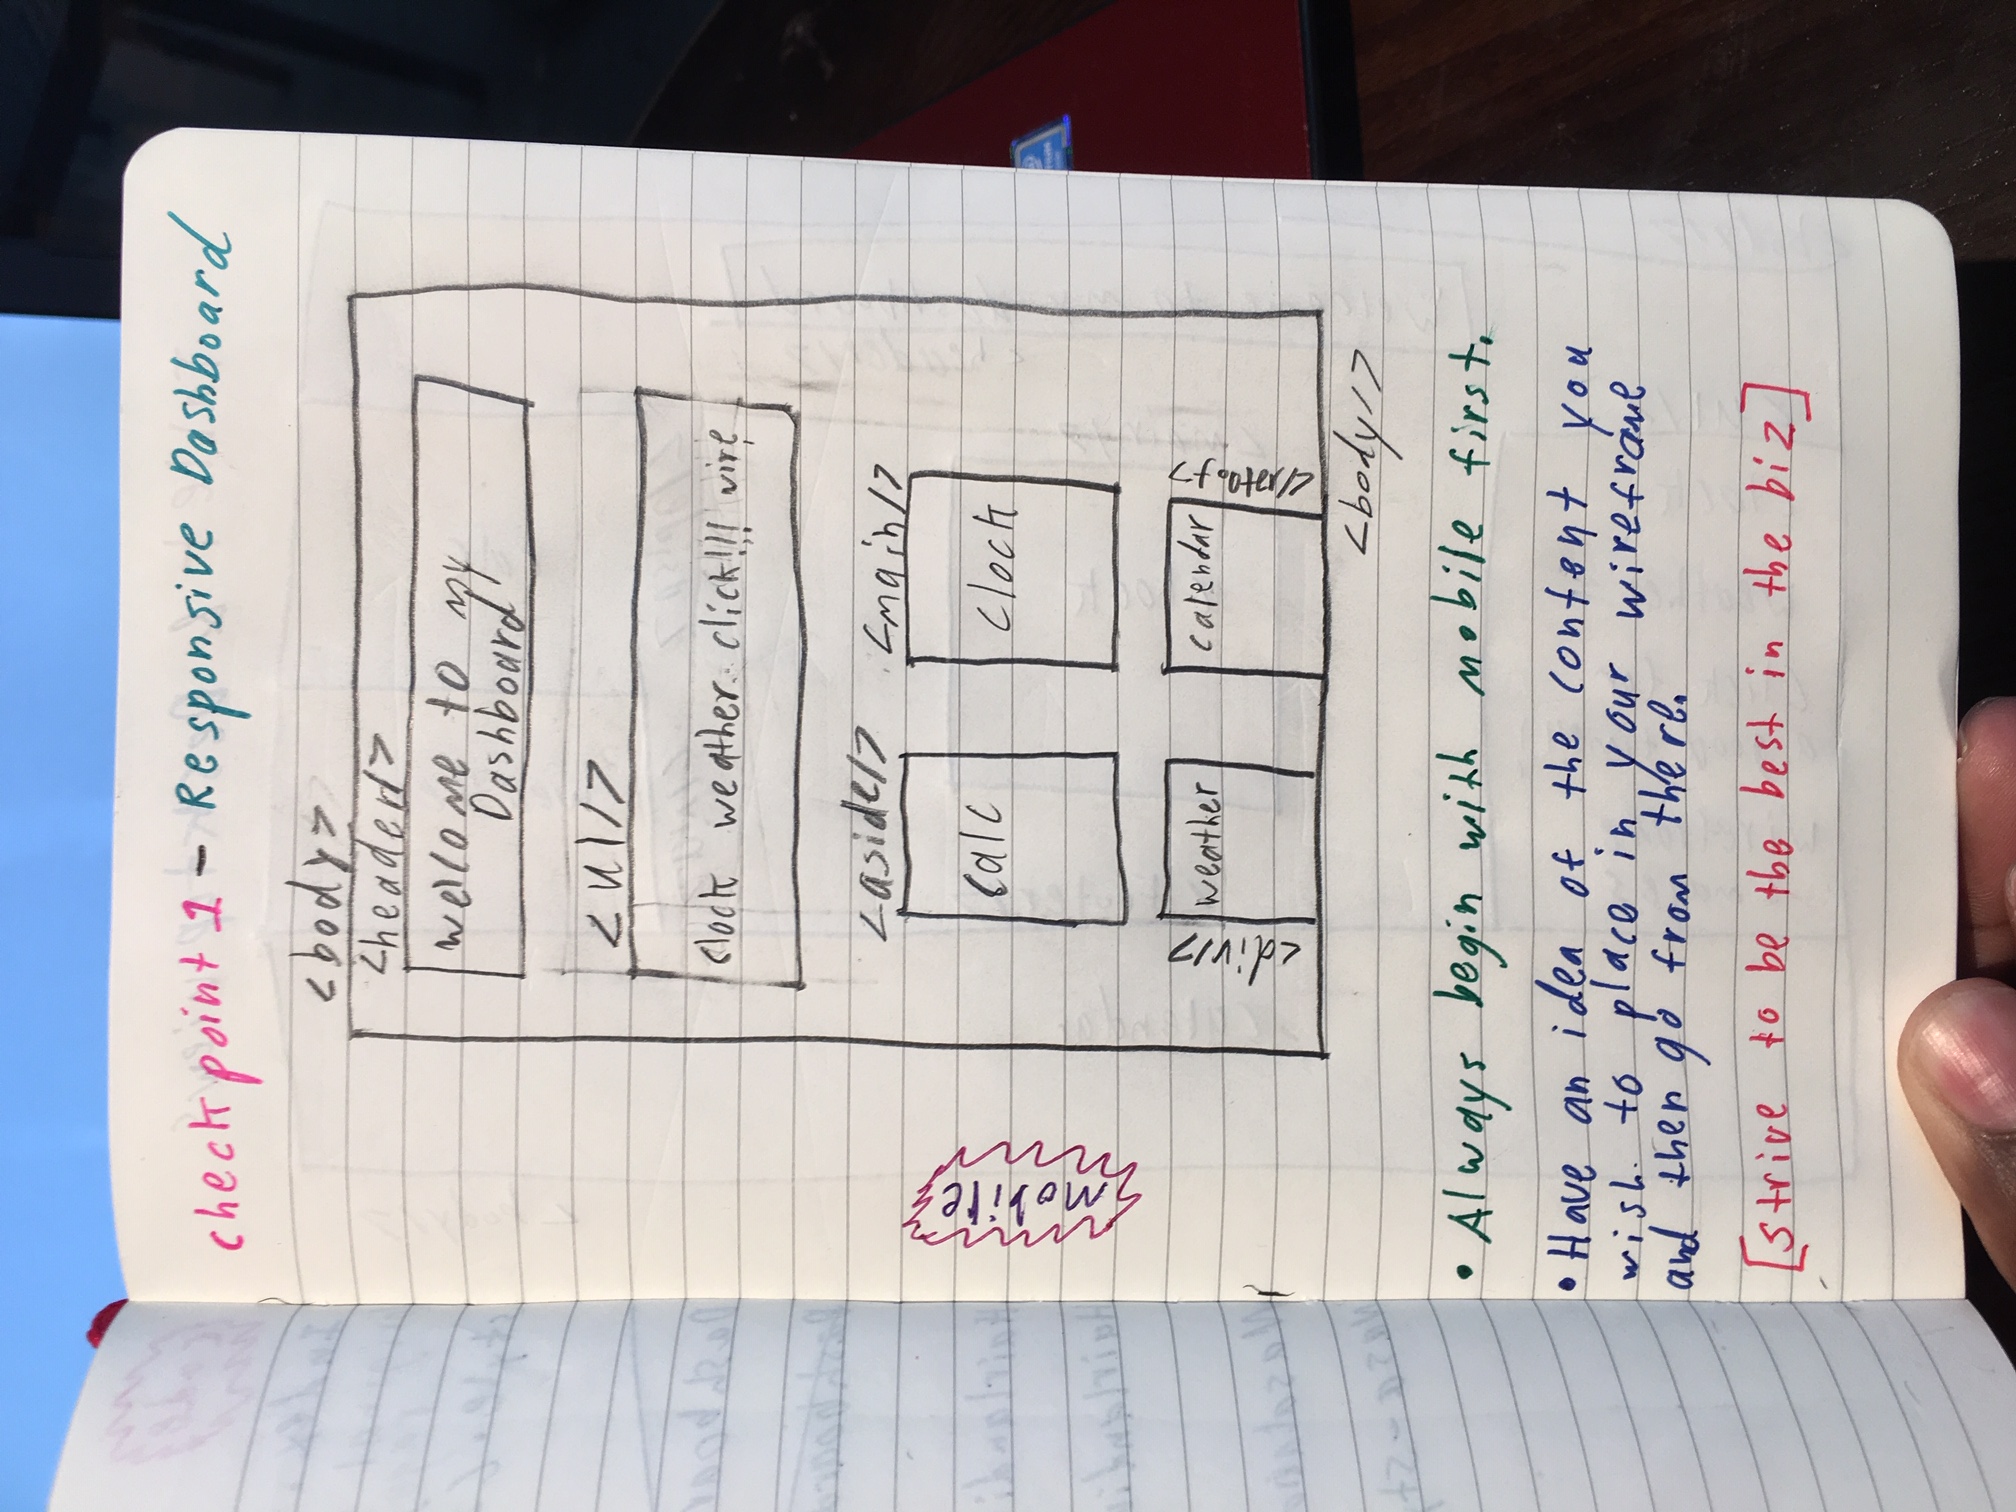 checkpoint 1 - Responsive Dashboard
<body>
<header/>
welcome to my
Dashboard
<ul/>
clock weather click!!! vire
<aside/> <main/>
calc clock
Mobile
<div/> weather calendar <footer/>
<body/>
• Always begin with mobile first.
• Have an idea of the content you
wish to place in your wireframe
and then go from there.
[strive to be the best in the biz]